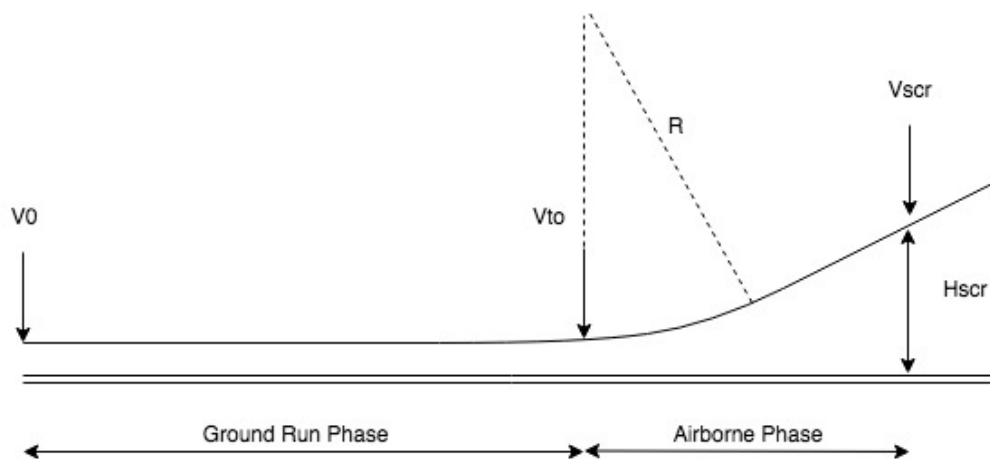 Vscr
R
V0
Vto
Hscr
Ground Run Phase
Airborne Phase